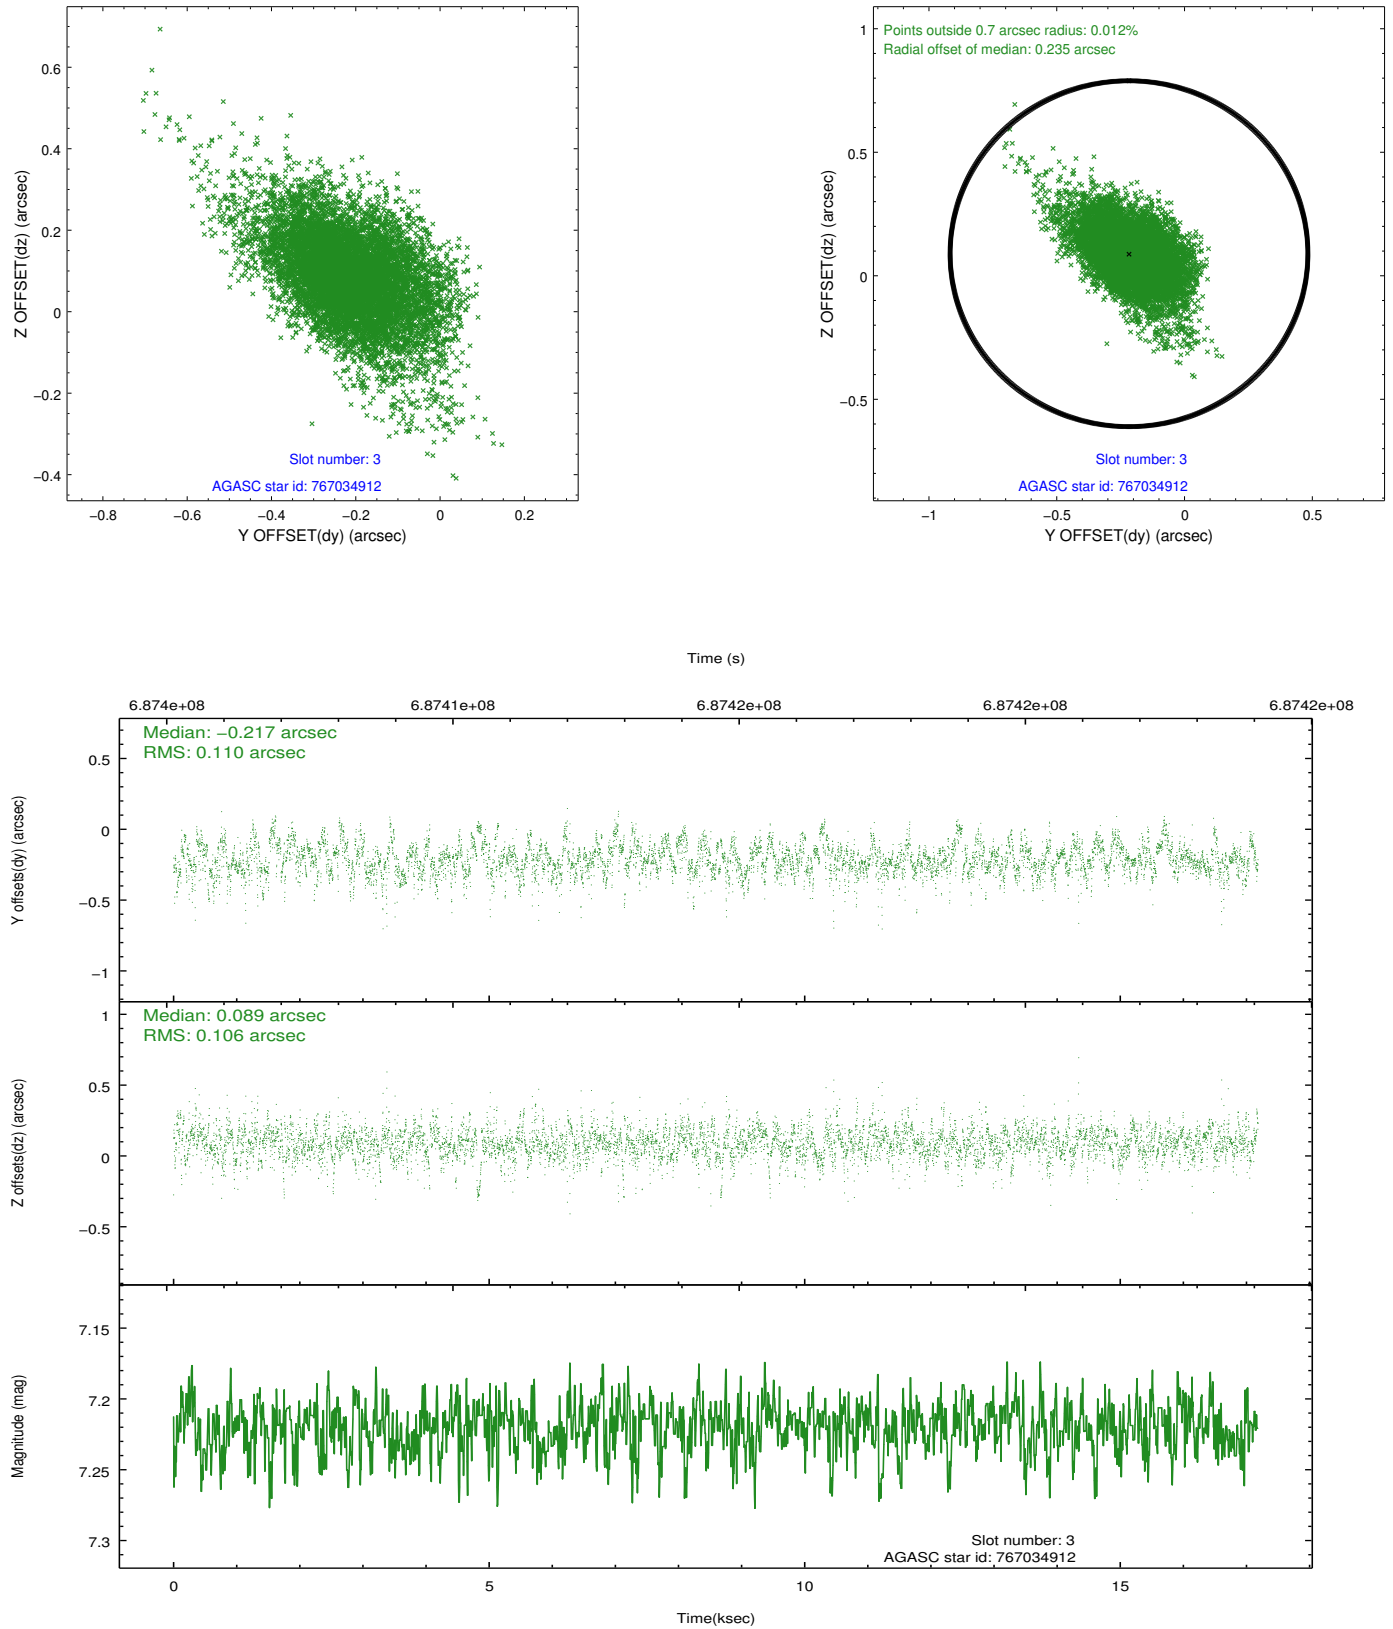 0.6
0.4
0.2
0
−0.2
−0.4
Z OFFSET(dz) (arcsec)
Slot number: 3
AGASC star id: 767034912
−0.8
−0.6
−0.4
−0.2
0
0.2
Y OFFSET(dy) (arcsec)
Points outside 0.7 arcsec radius: 0.012%
Radial offset of median: 0.235 arcsec
1
0.5
0
−0.5
Z OFFSET(dz) (arcsec)
Slot number: 3
AGASC star id: 767034912
−1
−0.5
0
0.5
Y OFFSET(dy) (arcsec)
Time (s)
6.874e+08
6.8741e+08
6.8742e+08
6.8742e+08
6.8742e+08
Median: −0.217 arcsec
RMS: 0.110 arcsec
0.5
0
−0.5
−1
Y offsets(dy) (arcsec)
Median: 0.089 arcsec
RMS: 0.106 arcsec
1
0.5
0
−0.5
Z offsets(dz) (arcsec)
7.15
7.2
7.25
7.3
Magnitude (mag)
Slot number: 3
AGASC star id: 767034912
0
5
10
15
Time(ksec)